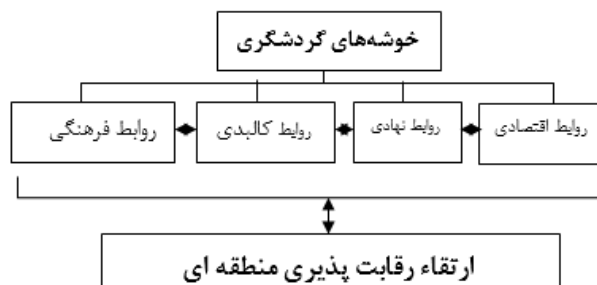 خوشه‌های گردشگری
روابط اقتصادی
روابط نهادی
روابط کالبدی
روابط فرهنگی
ارتقاء رقابت پذیری منطقه ای